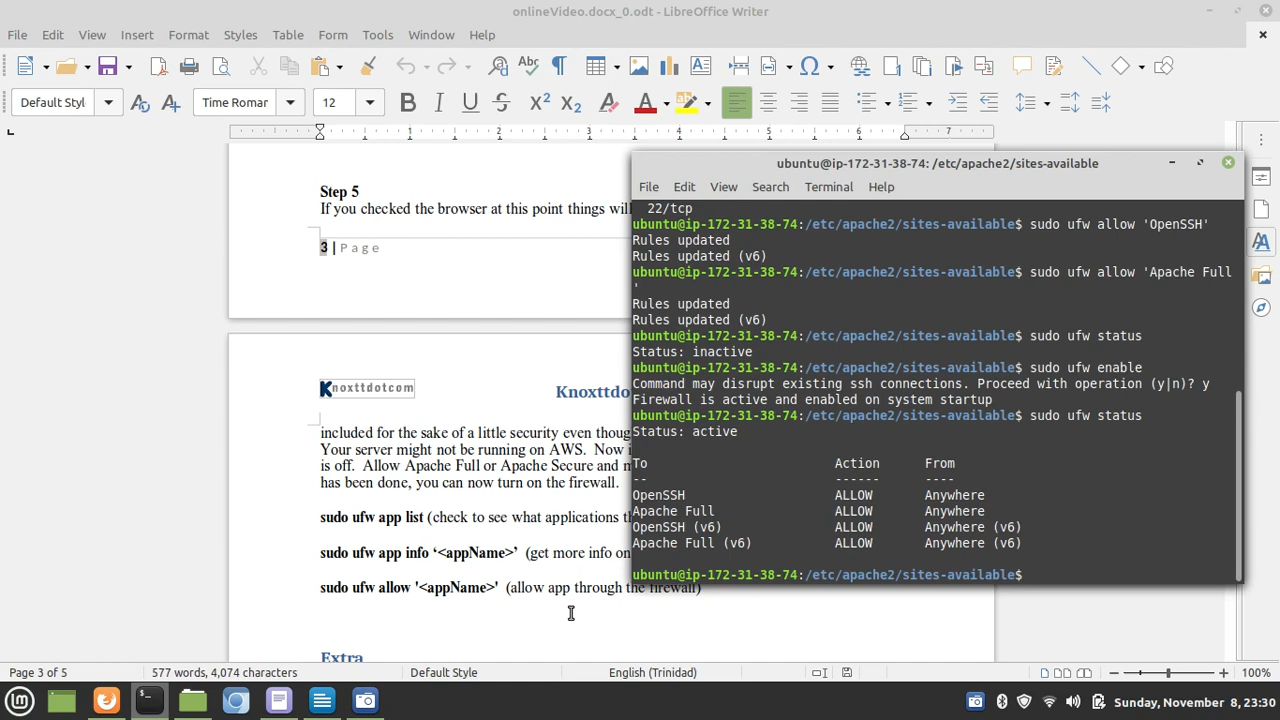 onlineVideo.docx_0.odt - LibreOffice Writer
File Edit View Insert Format Styles Table Form Tools Window Help
Default Styl Time Romar 12
1 2 3 4 5 6 7
Step 5
If you checked the browser at this point things will
3 | Page
Knoxttdotcom Knoxttdo
included for the sake of a little security even thoug
Your server might not be running on AWS. Now i
is off. Allow Apache Full or Apache Secure and
has been done, you can now turn on the firewall.
sudo ufw app list (check to see what applications
sudo ufw app info ‘<appName>’ (get more info on
sudo ufw allow '<appName>' (allow app through the firewall)
Extra
ubuntu@ip-172-31-38-74: /etc/apache2/sites-available
File Edit View Search Terminal Help
22/tcp
ubuntu@ip-172-31-38-74:/etc/apache2/sites-available$ sudo ufw allow 'OpenSSH'
Rules updated
Rules updated (v6)
ubuntu@ip-172-31-38-74:/etc/apache2/sites-available$ sudo ufw allow 'Apache Full
'
Rules updated
Rules updated (v6)
ubuntu@ip-172-31-38-74:/etc/apache2/sites-available$ sudo ufw status
Status: inactive
ubuntu@ip-172-31-38-74:/etc/apache2/sites-available$ sudo ufw enable
Command may disrupt existing ssh connections. Proceed with operation (y|n)? y
Firewall is active and enabled on system startup
ubuntu@ip-172-31-38-74:/etc/apache2/sites-available$ sudo ufw status
Status: active
To Action From
-- ------ ----
OpenSSH ALLOW Anywhere
Apache Full ALLOW Anywhere
OpenSSH (v6) ALLOW Anywhere (v6)
Apache Full (v6) ALLOW Anywhere (v6)
ubuntu@ip-172-31-38-74:/etc/apache2/sites-available$
Page 3 of 5 577 words, 4,074 characters Default Style English (Trinidad) 100%
Sunday, November 8, 23:30